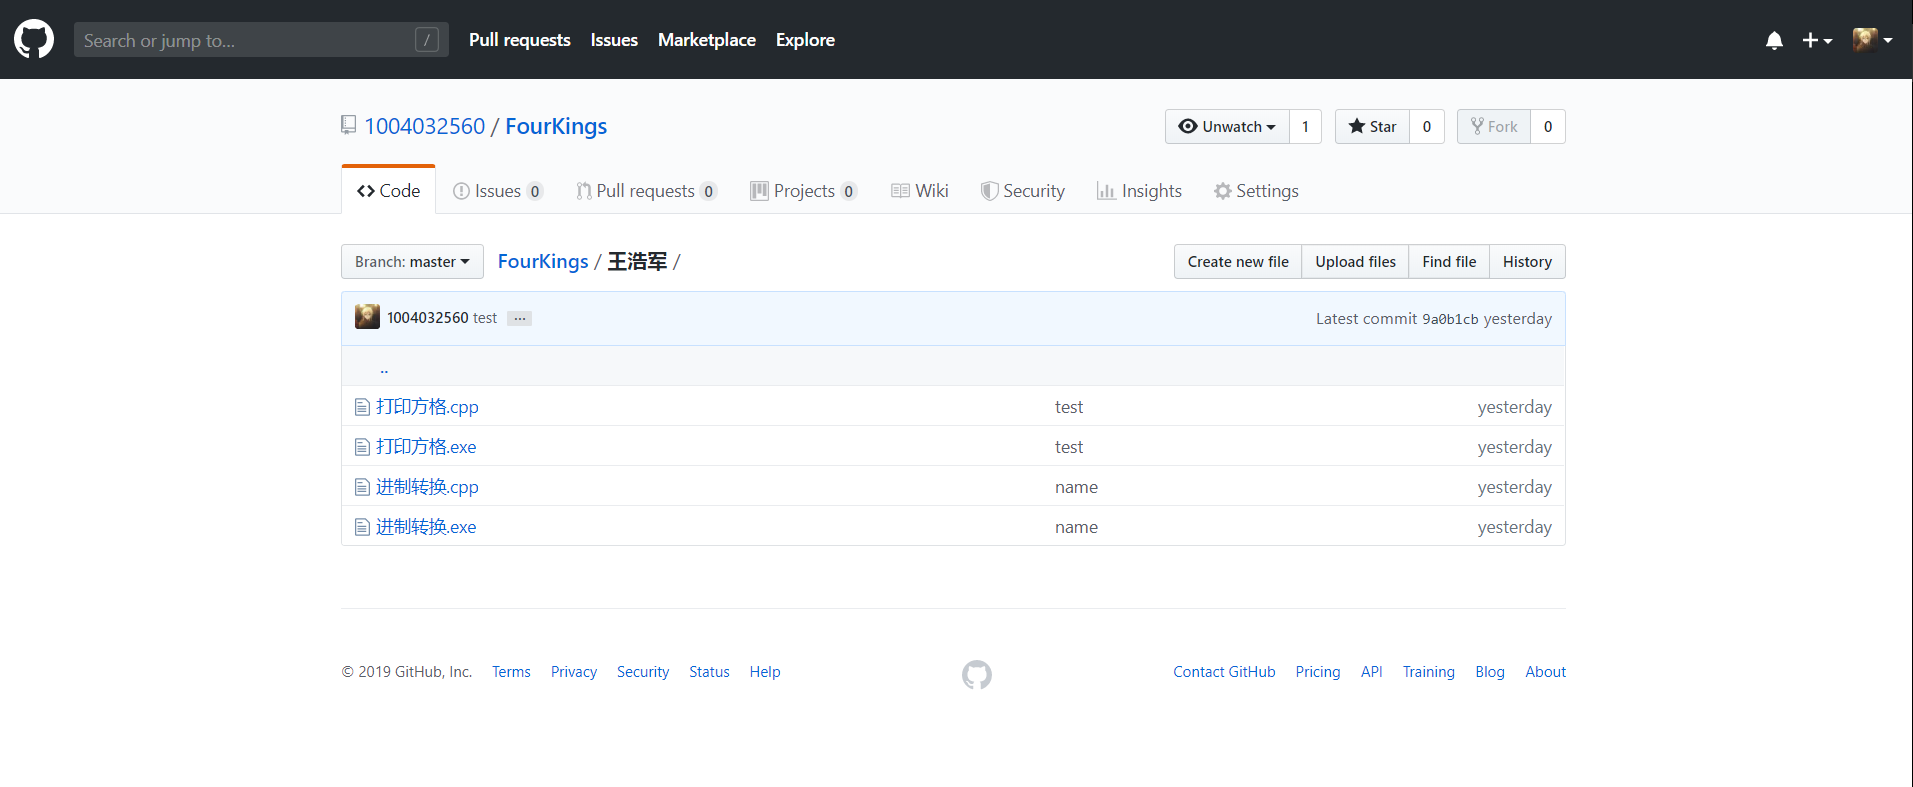 Search or jump to... / Pull requests Issues Marketplace Explore
1004032560 / FourKings Unwatch 1 Star 0 Fork 0
Code Issues 0 Pull requests 0 Projects 0 Wiki Security Insights Settings
Branch: master FourKings / 王浩军 / Create new file Upload files Find file History
1004032560 test ... Latest commit 9a0b1cb yesterday
..
打印方格.cpp test yesterday
打印方格.exe test yesterday
进制转换.cpp name yesterday
进制转换.exe name yesterday
© 2019 GitHub, Inc. Terms Privacy Security Status Help Contact GitHub Pricing API Training Blog About